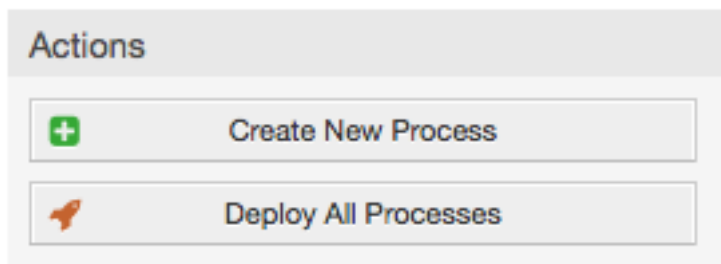 Actions
Create New Process
Deploy All Processes